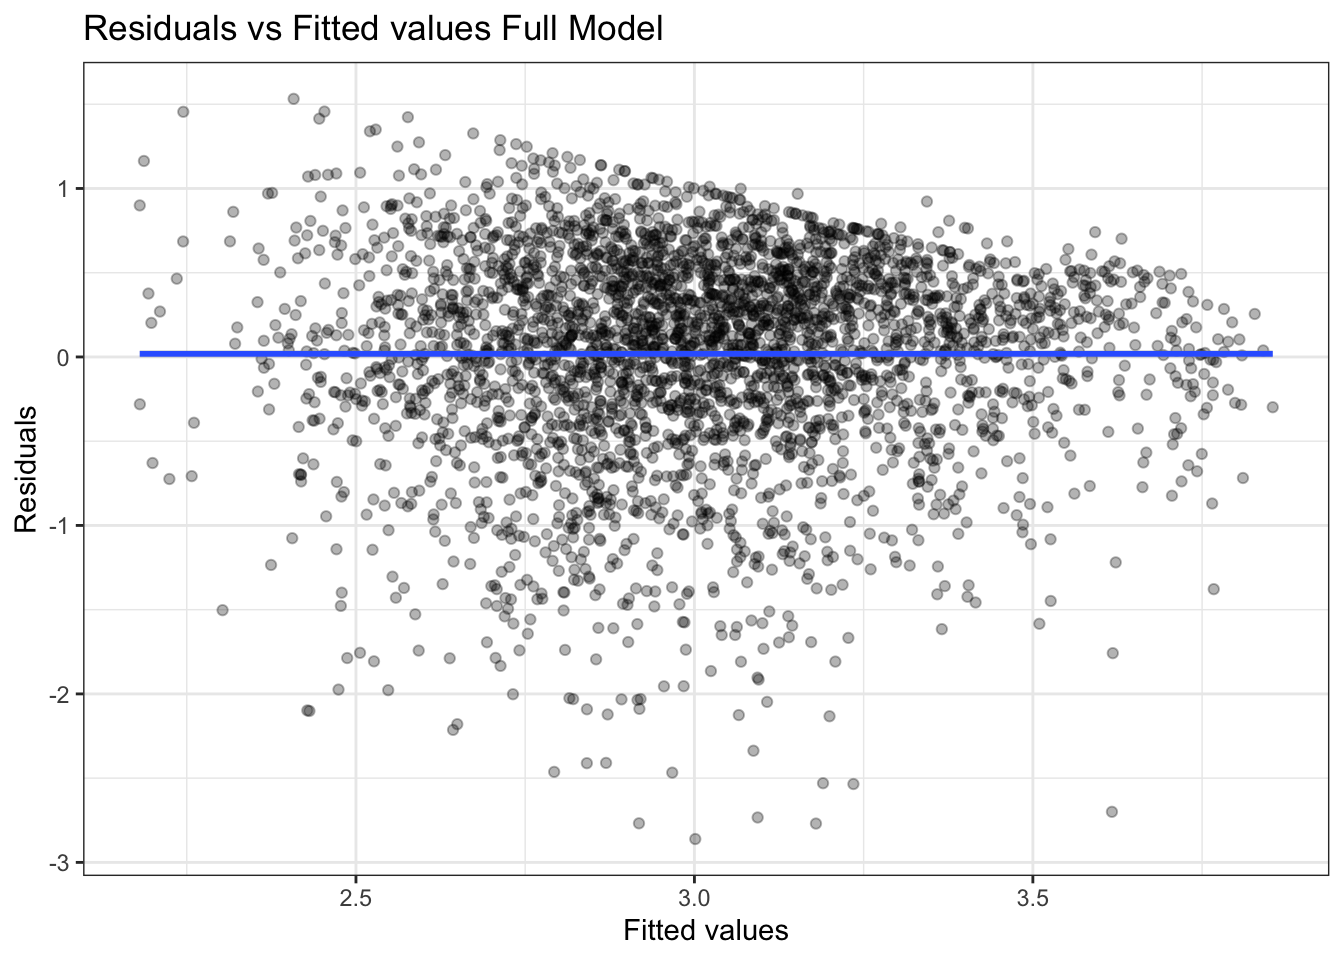 Residuals vs Fitted values Full Model
1
0
-1
-2
-3
Residuals
2.5 3.0 3.5
Fitted values